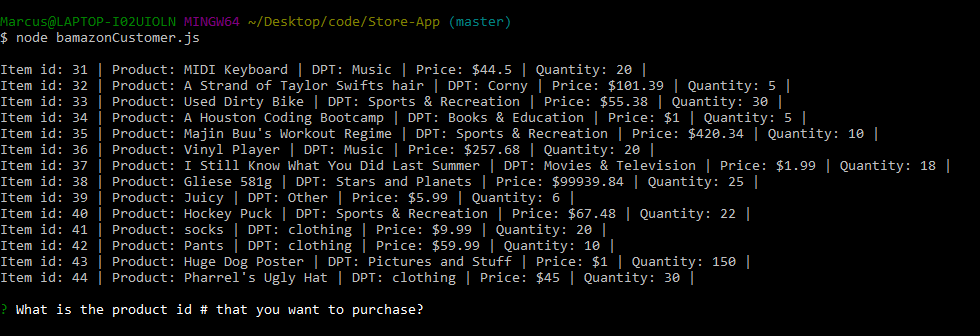 Marcus@LAPTOP-I02UIOLN MINGW64 ~/Desktop/code/Store-App (master)
$ node bamazonCustomer.js
Item id: 31 | Product: MIDI Keyboard | DPT: Music | Price: $44.5 | Quantity: 20 |
Item id: 32 | Product: A Strand of Taylor Swifts hair | DPT: Corny | Price: $101.39 | Quantity: 5 |
Item id: 33 | Product: Used Dirty Bike | DPT: Sports & Recreation | Price: $55.38 | Quantity: 30 |
Item id: 34 | Product: A Houston Coding Bootcamp | DPT: Books & Education | Price: $1 | Quantity: 5 |
Item id: 35 | Product: Majin Buu's Workout Regime | DPT: Sports & Recreation | Price: $420.34 | Quantity: 10 |
Item id: 36 | Product: Vinyl Player | DPT: Music | Price: $257.68 | Quantity: 20 |
Item id: 37 | Product: I Still Know What You Did Last Summer | DPT: Movies & Television | Price: $1.99 | Quantity: 18 |
Item id: 38 | Product: Gliese 581g | DPT: Stars and Planets | Price: $99939.84 | Quantity: 25 |
Item id: 39 | Product: Juicy | DPT: Other | Price: $5.99 | Quantity: 6 |
Item id: 40 | Product: Hockey Puck | DPT: Sports & Recreation | Price: $67.48 | Quantity: 22 |
Item id: 41 | Product: socks | DPT: clothing | Price: $9.99 | Quantity: 20 |
Item id: 42 | Product: Pants | DPT: clothing | Price: $59.99 | Quantity: 10 |
Item id: 43 | Product: Huge Dog Poster | DPT: Pictures and Stuff | Price: $1 | Quantity: 150 |
Item id: 44 | Product: Pharrel's Ugly Hat | DPT: clothing | Price: $45 | Quantity: 30 |
? What is the product id # that you want to purchase?